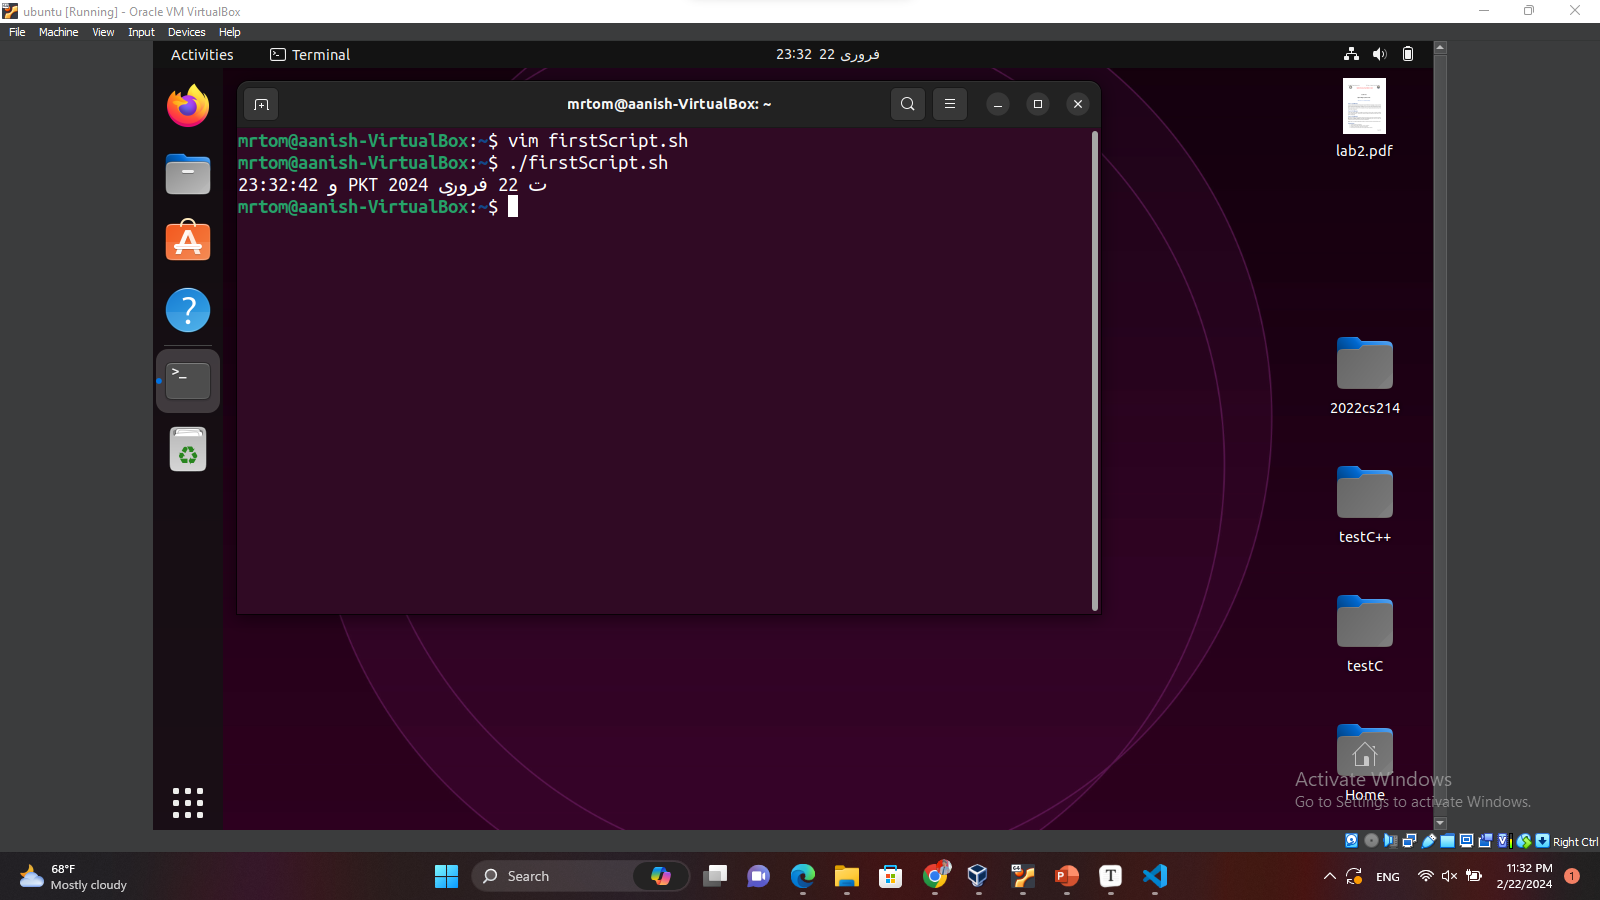 ubuntu [Running] - Oracle VM VirtualBox
File Machine View Input Devices Help
Activities Terminal 23:32 22 فروری
mrtom@aanish-VirtualBox: ~
mrtom@aanish-VirtualBox:~$ vim firstScript.sh
mrtom@aanish-VirtualBox:~$ ./firstScript.sh
23:32:42 و PKT 2024 ت 22 فروری
mrtom@aanish-VirtualBox:~$
lab2.pdf
2022cs214
testC++
testC
Home
Activate Windows
Go to Settings to activate Windows.
Right Ctrl
68°F
Mostly cloudy
Search
ENG
11:32 PM
2/22/2024
1